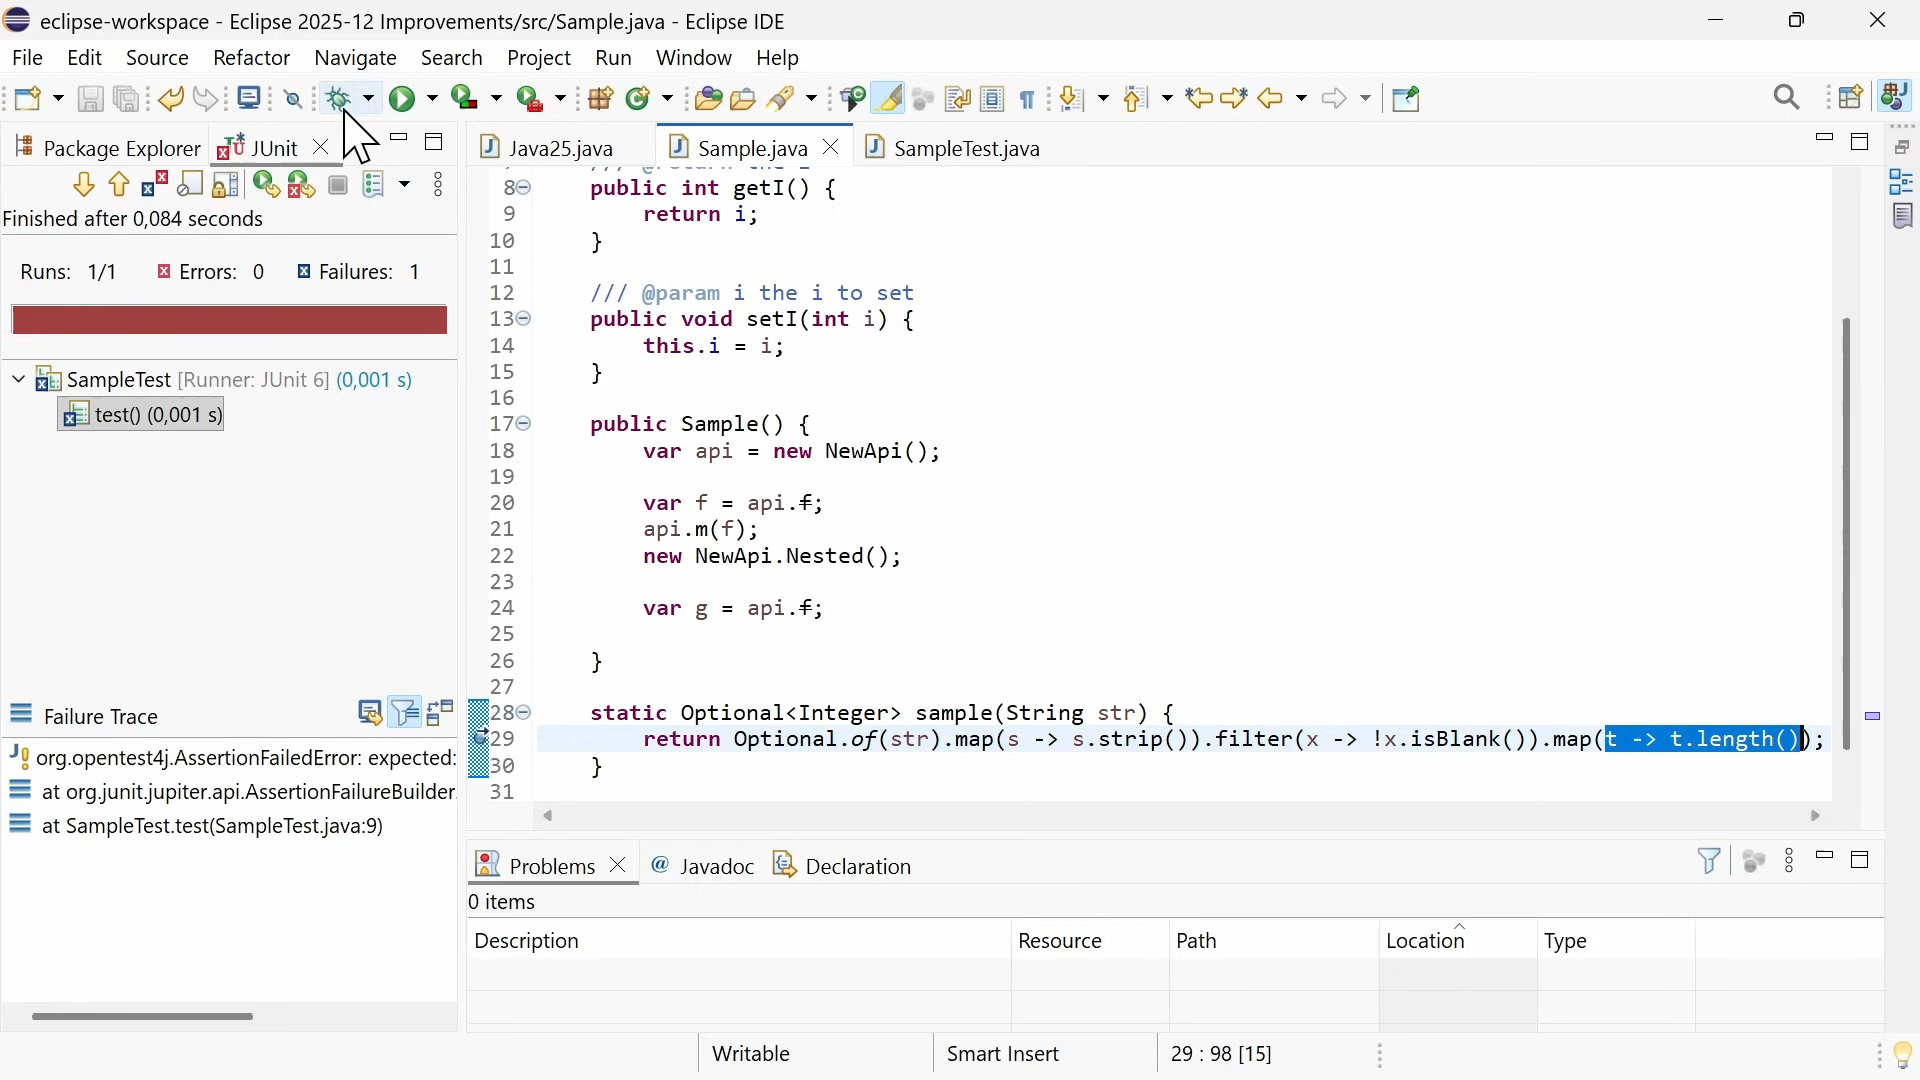 eclipse-workspace - Eclipse 2025-12 Improvements/src/Sample.java - Eclipse IDE
File Edit Source Refactor Navigate Search Project Run Window Help
Package Explorer JUnit
Java25.java Sample.java SampleTest.java
Finished after 0,084 seconds
Runs: 1/1 Errors: 0 Failures: 1
SampleTest [Runner: JUnit 6] (0,001 s)
test() (0,001 s)
Failure Trace
org.opentest4j.AssertionFailedError: expected:
at org.junit.jupiter.api.AssertionFailureBuilder.
at SampleTest.test(SampleTest.java:9)
8 public int getI() {
9 return i;
10 }
11
12 /// @param i the i to set
13 public void setI(int i) {
14 this.i = i;
15 }
16
17 public Sample() {
18 var api = new NewApi();
19
20 var f = api.f;
21 api.m(f);
22 new NewApi.Nested();
23
24 var g = api.f;
25
26 }
27
28 static Optional<Integer> sample(String str) {
29 return Optional.of(str).map(s -> s.strip()).filter(x -> !x.isBlank()).map(t -> t.length());
30 }
31
Problems @ Javadoc Declaration
0 items
Description Resource Path Location Type
Writable Smart Insert 29 : 98 [15]